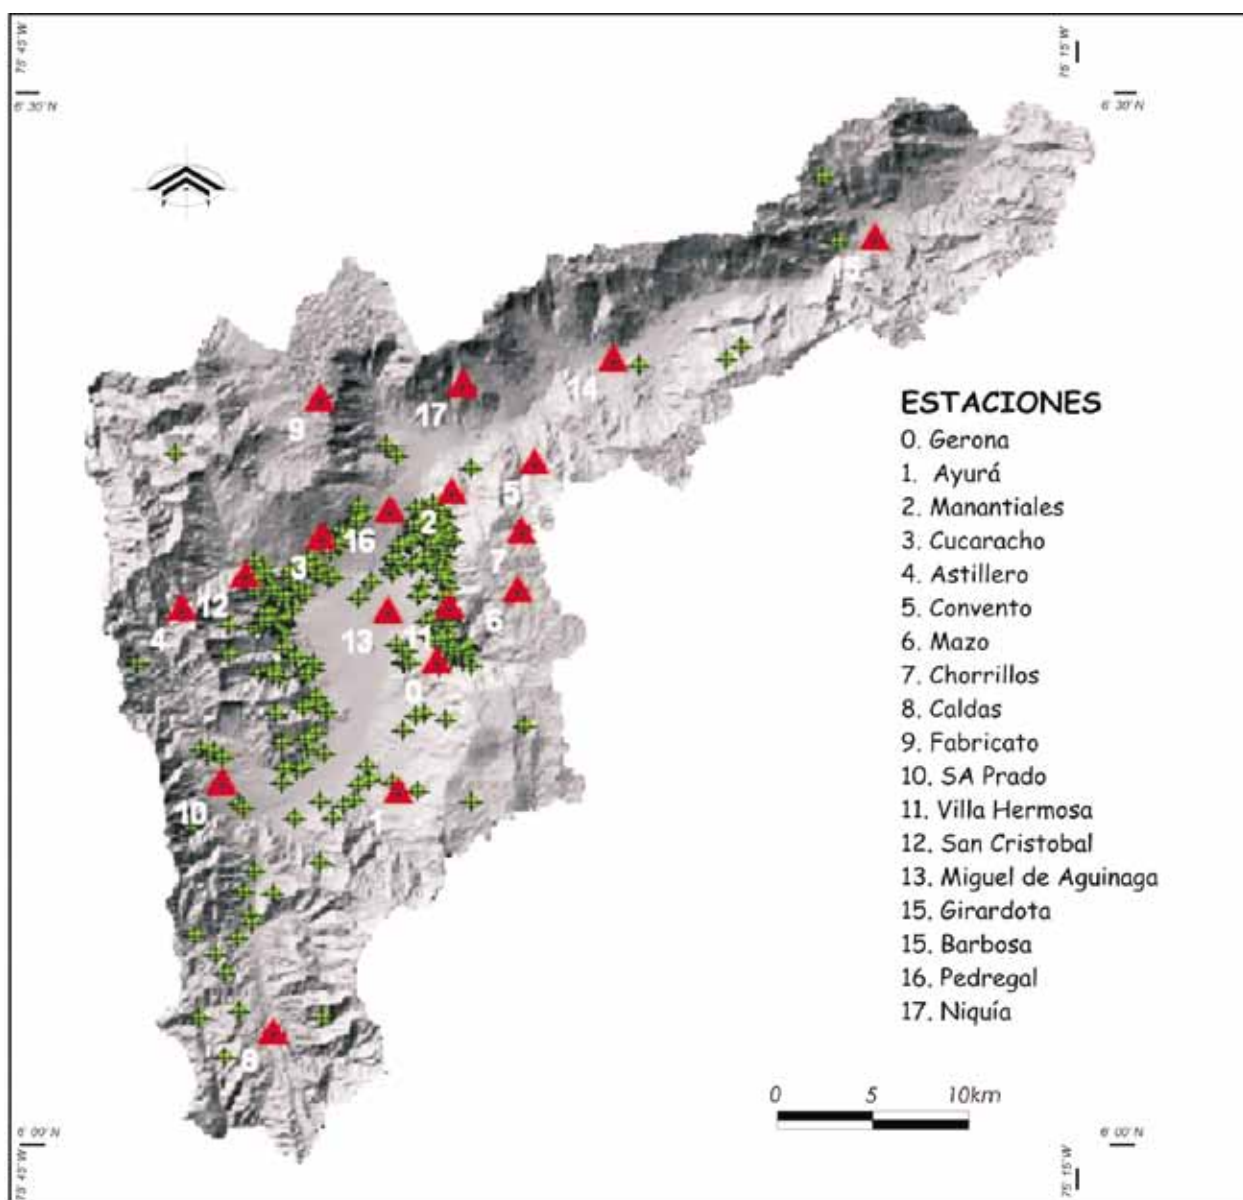 75° 45' W
75° 15' W
6° 30' N
6° 30' N
14
17
9
5
2
16
7
3
12
6
4
13
11
0
10
1
8
ESTACIONES
0. Gerona
1. Ayurá
2. Manantiales
3. Cucaracho
4. Astillero
5. Convento
6. Mazo
7. Chorrillos
8. Caldas
9. Fabricato
10. SA Prado
11. Villa Hermosa
12. San Cristobal
13. Miguel de Aguinaga
15. Girardota
15. Barbosa
16. Pedregal
17. Niquía
0 5 10km
6° 00' N
6° 00' N
75° 45' W
75° 15' W